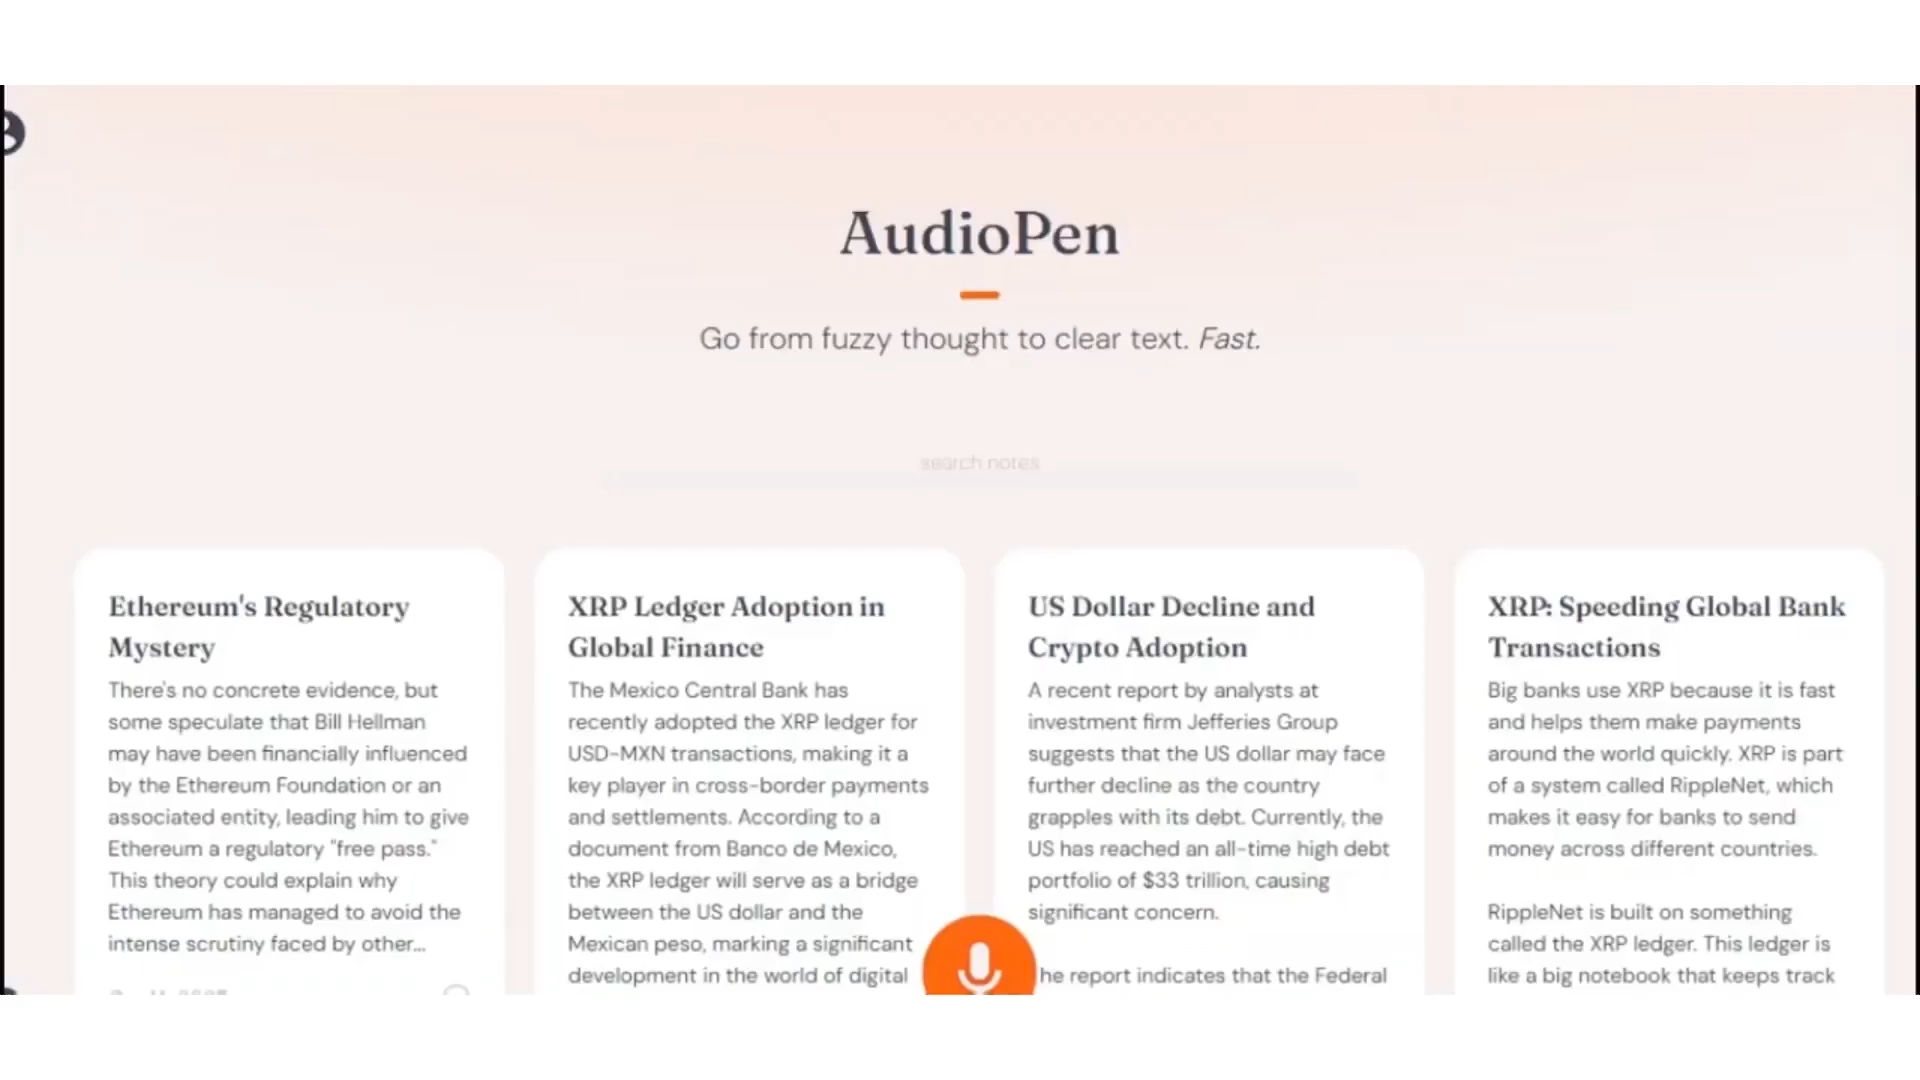 AudioPen
Go from fuzzy thought to clear text. Fast.
search notes
Ethereum's Regulatory
Mystery
There's no concrete evidence, but
some speculate that Bill Hellman
may have been financially influenced
by the Ethereum Foundation or an
associated entity, leading him to give
Ethereum a regulatory "free pass."
This theory could explain why
Ethereum has managed to avoid the
intense scrutiny faced by other...
XRP Ledger Adoption in
Global Finance
The Mexico Central Bank has
recently adopted the XRP ledger for
USD-MXN transactions, making it a
key player in cross-border payments
and settlements. According to a
document from Banco de Mexico,
the XRP ledger will serve as a bridge
between the US dollar and the
Mexican peso, marking a significant
development in the world of digital
US Dollar Decline and
Crypto Adoption
A recent report by analysts at
investment firm Jefferies Group
suggests that the US dollar may face
further decline as the country
grapples with its debt. Currently, the
US has reached an all-time high debt
portfolio of $33 trillion, causing
significant concern.
he report indicates that the Federal
XRP: Speeding Global Bank
Transactions
Big banks use XRP because it is fast
and helps them make payments
around the world quickly. XRP is part
of a system called RippleNet, which
makes it easy for banks to send
money across different countries.
RippleNet is built on something
called the XRP ledger. This ledger is
like a big notebook that keeps track